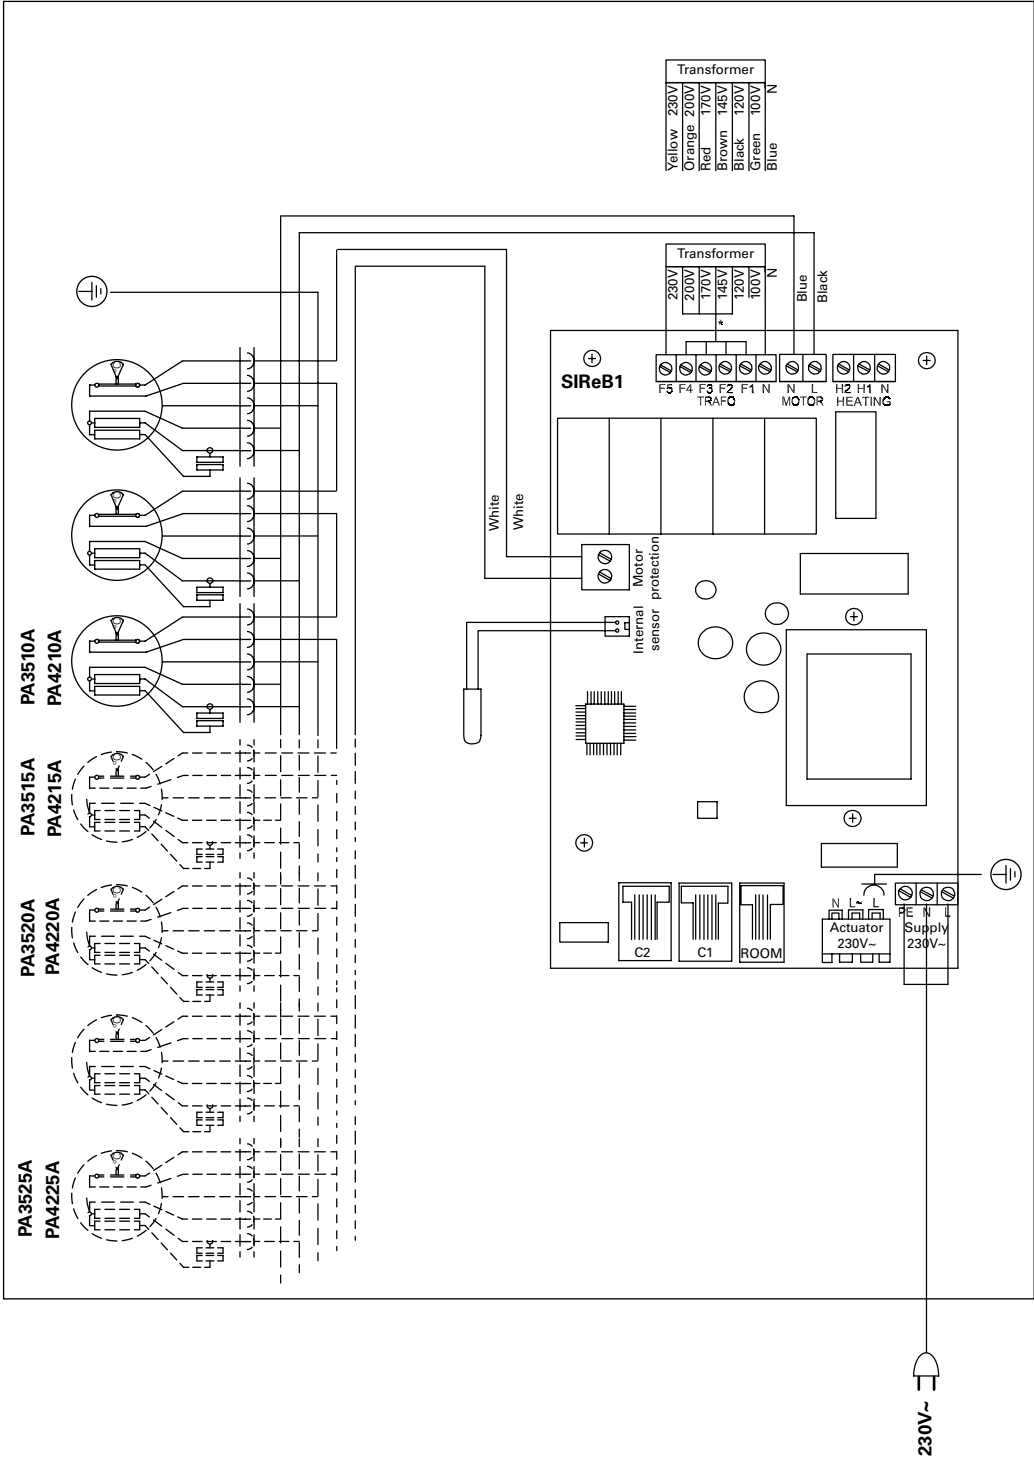 Transformer
Yellow 230V
Orange 200V
Red 170V
Brown 145V
Black 120V
Green 100V
Blue N
Transformer
230V
200V
170V
145V
120V
100V
N
*
Blue
Black
SIReB1
F5 F4 F3 F2 F1 N
TRAFO
N L
MOTOR
H2 H1 N
HEATING
White
White
Motor
protection
Internal
sensor
PA3510A
PA4210A
PA3515A
PA4215A
PA3520A
PA4220A
PA3525A
PA4225A
C2
C1
ROOM
N L~ L
Actuator
230V~
PE N L
Supply
230V~
230V~